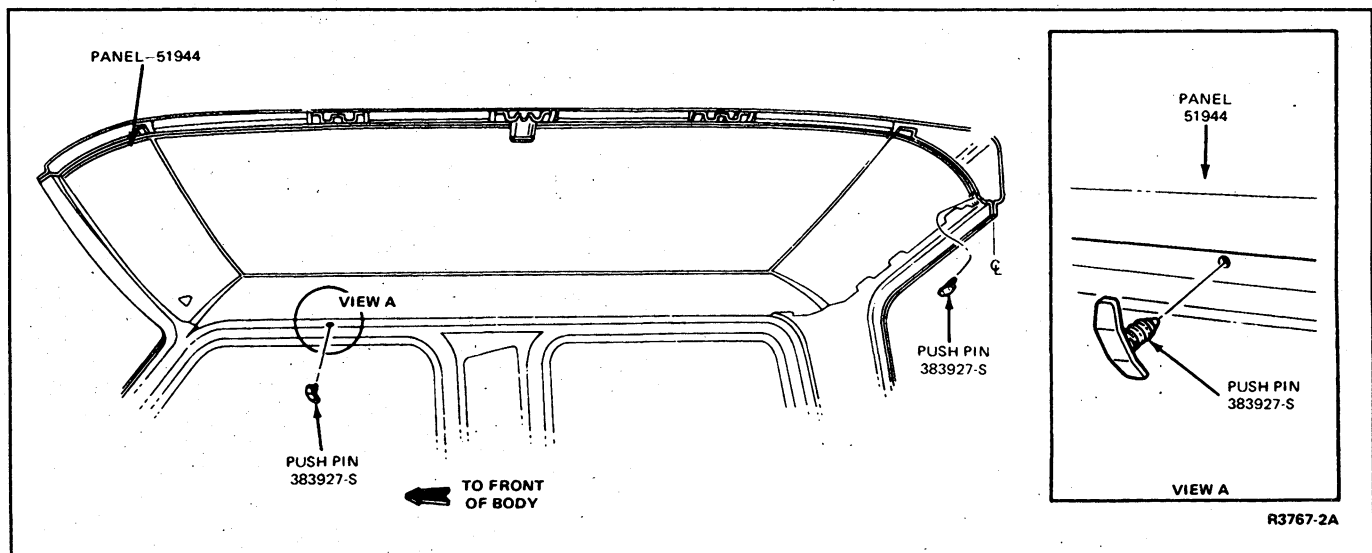 PANEL-51944
VIEW A
PUSH PIN
383927-S
TO FRONT
OF BODY
℄
PUSH PIN
383927-S
PANEL
51944
PUSH PIN
383927-S
VIEW A
R3767-2A